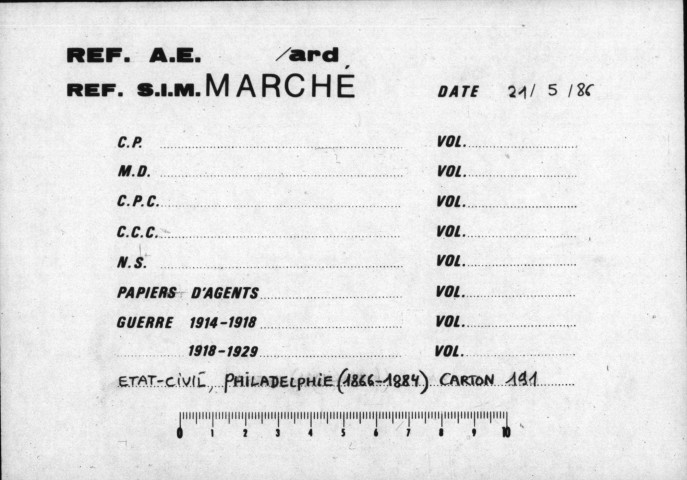 REF. A.E. /ard
REF. S.I.M. MARCHÉ DATE 21/ 5 /86
C.P. VOL.
M.D. VOL.
C.P.C. VOL.
C.C.C. VOL.
N.S. VOL.
PAPIERS D'AGENTS VOL.
GUERRE 1914-1918 VOL.
1918-1929 VOL.
ETAT-CIVIL, PHILADELPHIE (1866-1884) CARTON 191
0 1 2 3 4 5 6 7 8 9 10